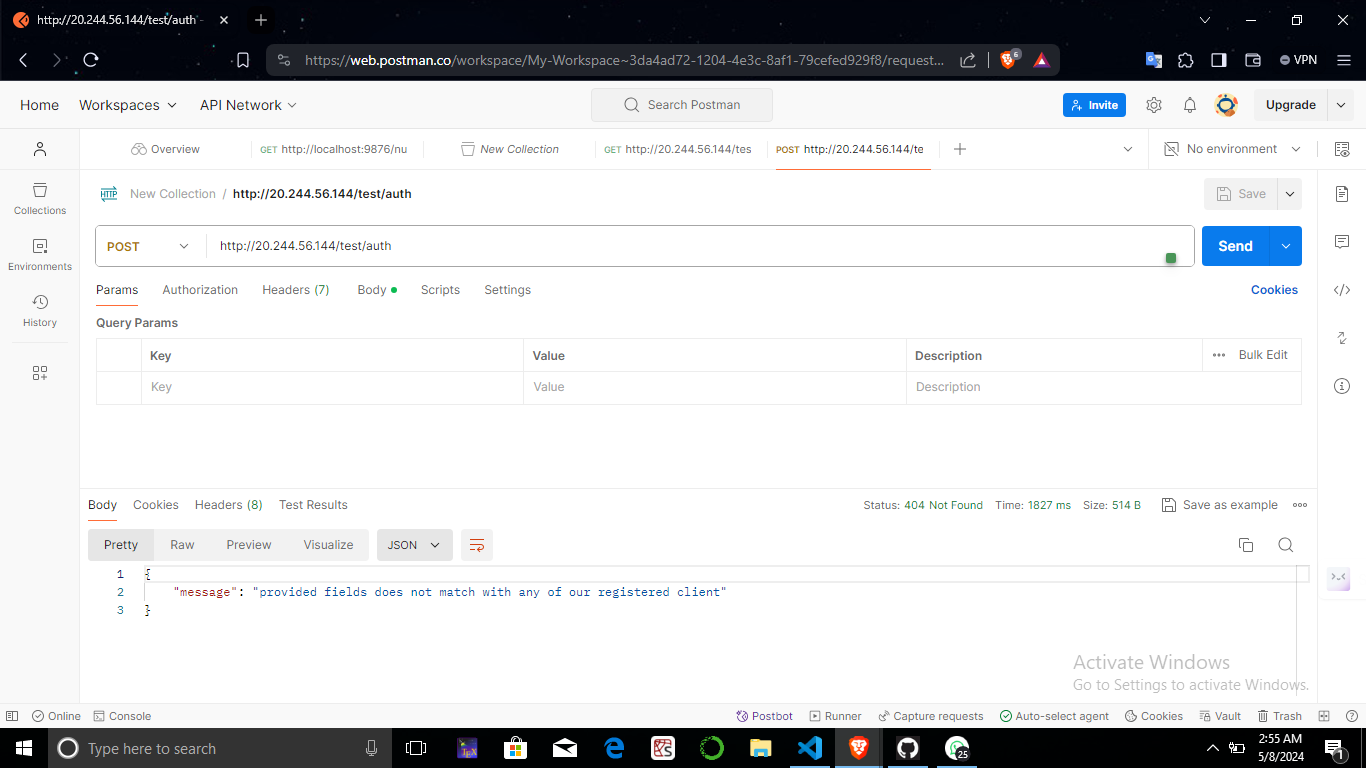 http://20.244.56.144/test/auth -
https://web.postman.co/workspace/My-Workspace~3da4ad72-1204-4e3c-8af1-79cefed929f8/request...
6
VPN
Home Workspaces API Network Search Postman Invite Upgrade
Overview GET http://localhost:9876/nu New Collection GET http://20.244.56.144/tes POST http://20.244.56.144/te No environment
HTTP New Collection / http://20.244.56.144/test/auth Save
Collections
Environments
History
POST http://20.244.56.144/test/auth Send
Params Authorization Headers (7) Body Scripts Settings Cookies
Query Params
Key Value Description ••• Bulk Edit
Key Value Description
Body Cookies Headers (8) Test Results Status: 404 Not Found Time: 1827 ms Size: 514 B Save as example
Pretty Raw Preview Visualize JSON
1 {
2 "message": "provided fields does not match with any of our registered client"
3 }
Activate Windows
Go to Settings to activate Windows.
Online Console Postbot Runner Capture requests Auto-select agent Cookies Vault Trash
Type here to search
25
2:55 AM
5/8/2024
1